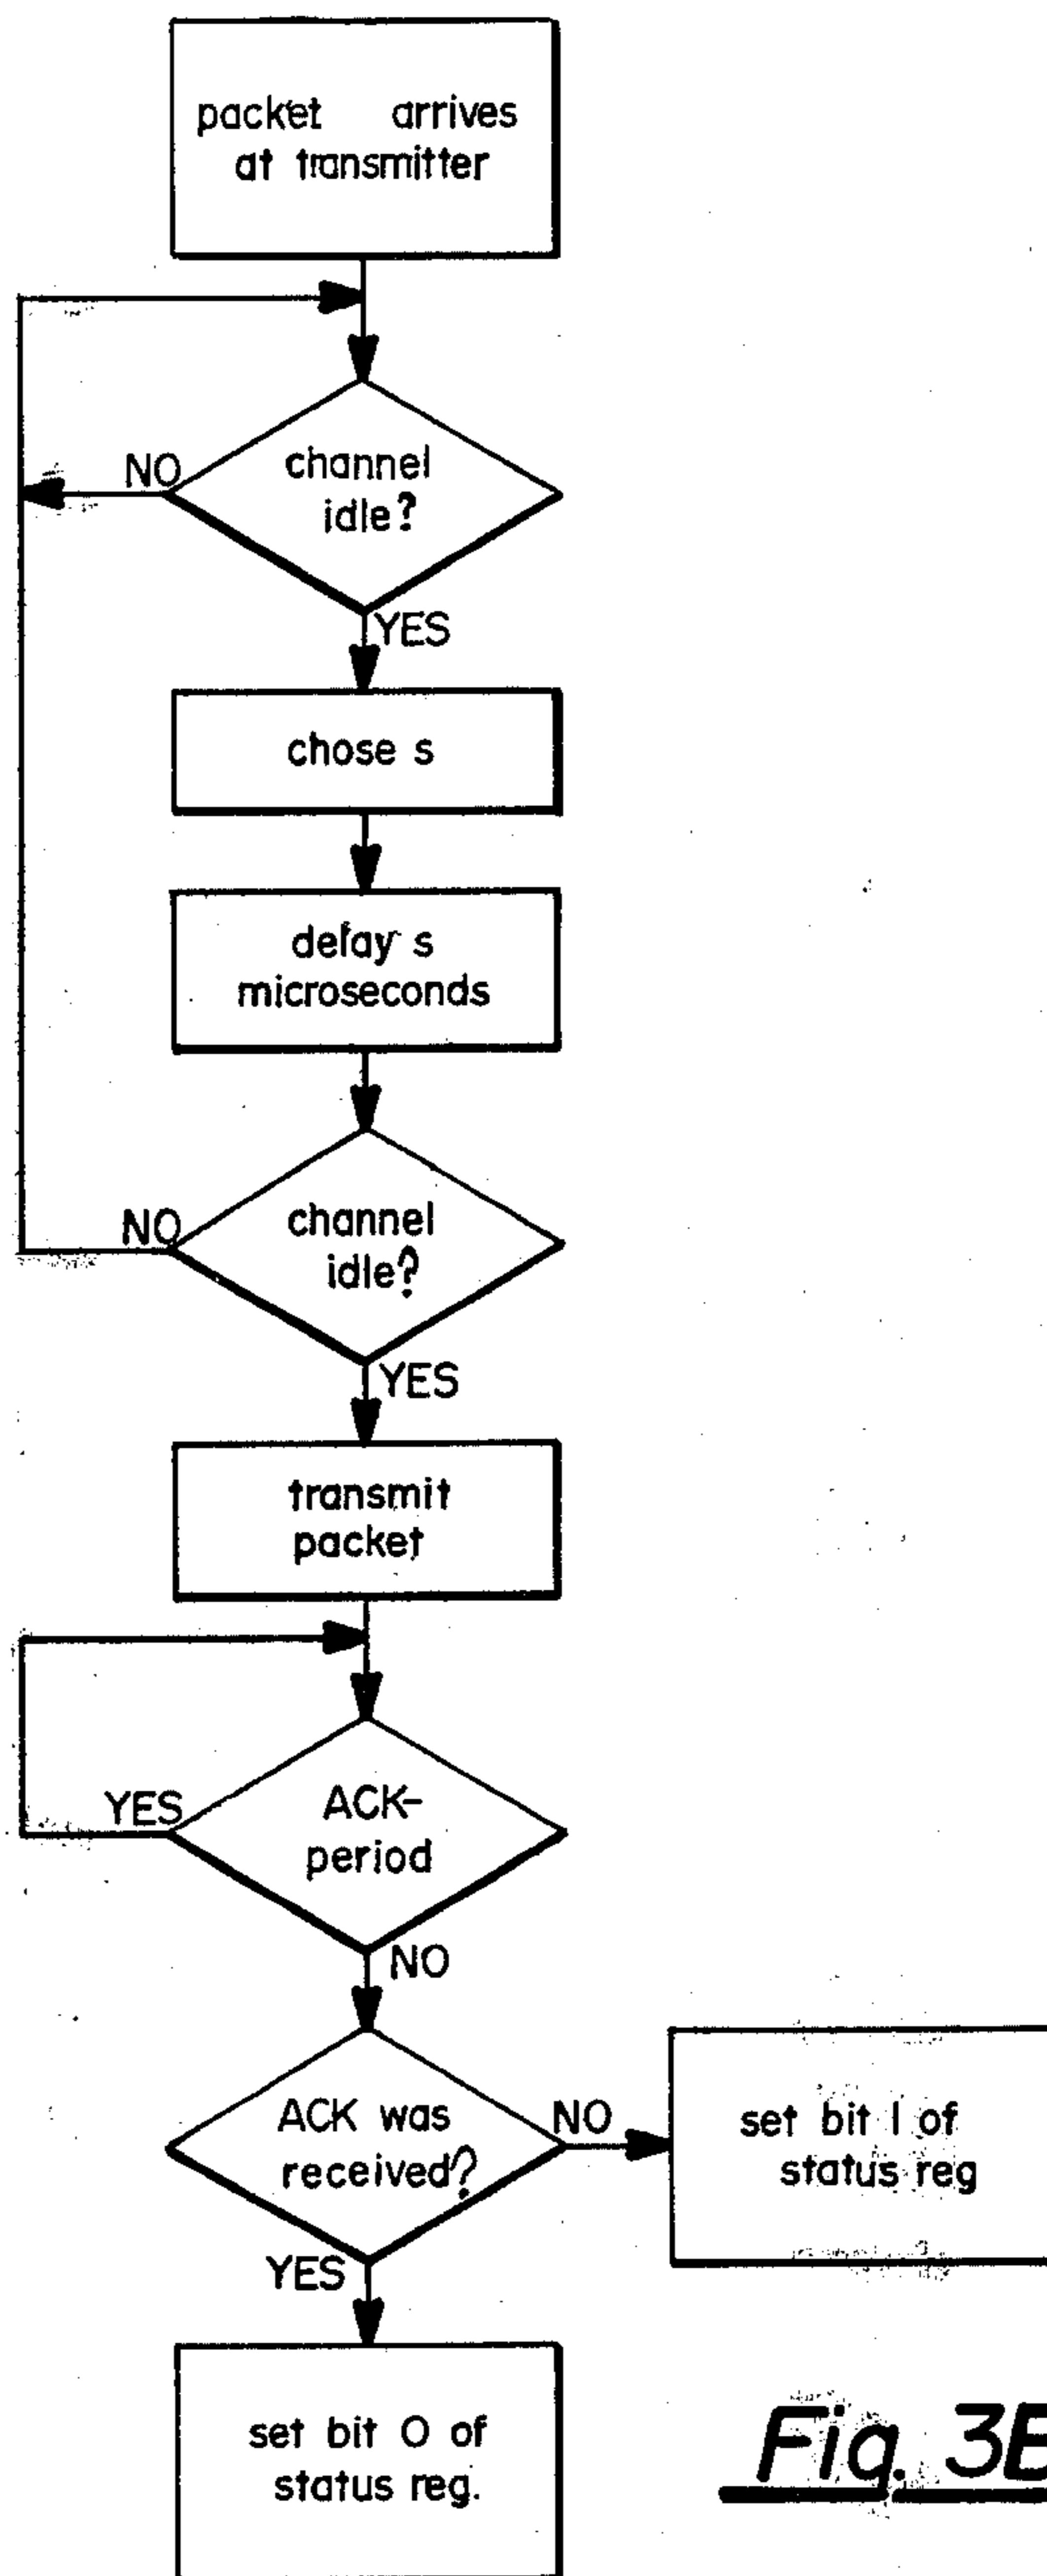 packet arrives
at transmitter
channel
idle?
NO
YES
chose s
delay s
microseconds
channel
idle?
NO
YES
transmit
packet
ACK-
period
YES
NO
ACK was
received?
NO
YES
set bit 1 of
status reg
set bit 0 of
status reg.
Fig. 3B